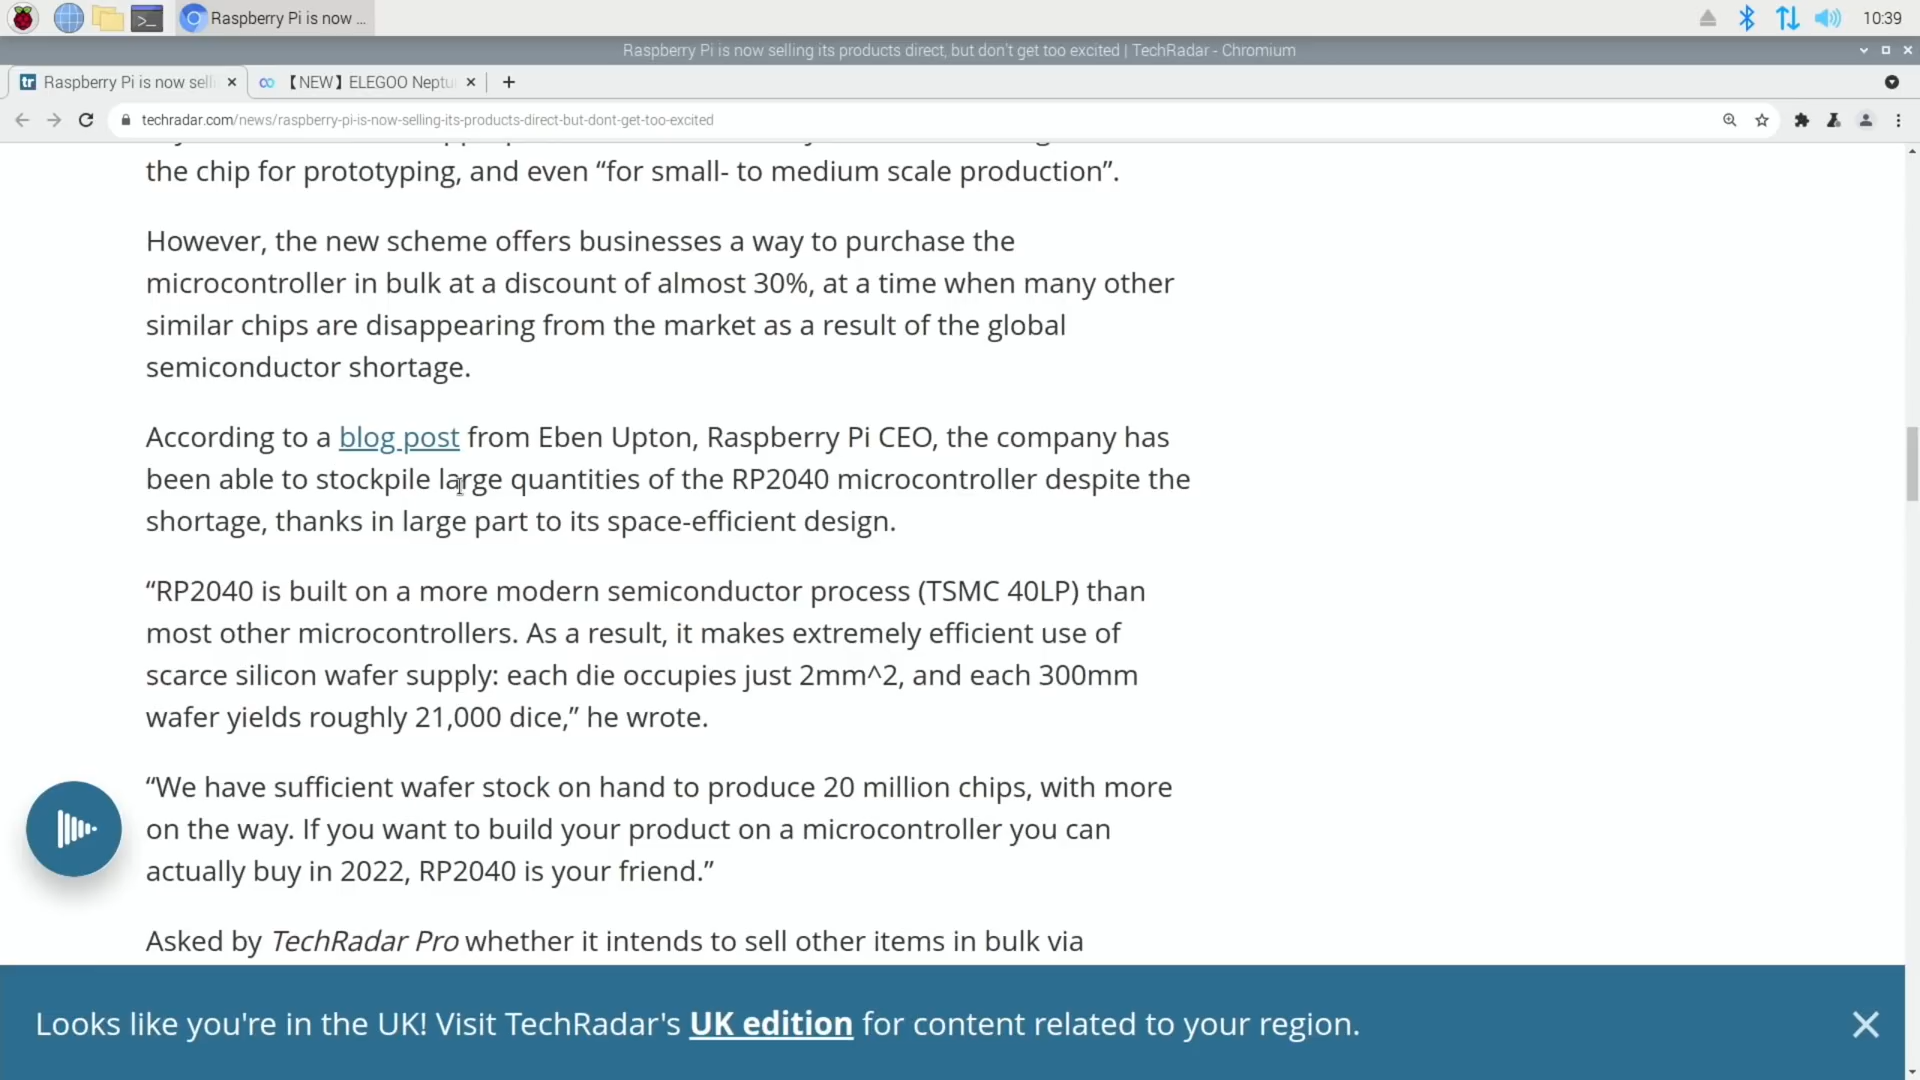 Raspberry Pi is now ...
10:39
Raspberry Pi is now selling its products direct, but don't get too excited | TechRadar - Chromium
tr Raspberry Pi is now sell
【NEW】ELEGOO Neptu
techradar.com/news/raspberry-pi-is-now-selling-its-products-direct-but-dont-get-too-excited
the chip for prototyping, and even “for small- to medium scale production”.
However, the new scheme offers businesses a way to purchase the
microcontroller in bulk at a discount of almost 30%, at a time when many other
similar chips are disappearing from the market as a result of the global
semiconductor shortage.
According to a blog post from Eben Upton, Raspberry Pi CEO, the company has
been able to stockpile large quantities of the RP2040 microcontroller despite the
shortage, thanks in large part to its space-efficient design.
“RP2040 is built on a more modern semiconductor process (TSMC 40LP) than
most other microcontrollers. As a result, it makes extremely efficient use of
scarce silicon wafer supply: each die occupies just 2mm^2, and each 300mm
wafer yields roughly 21,000 dice,” he wrote.
“We have sufficient wafer stock on hand to produce 20 million chips, with more
on the way. If you want to build your product on a microcontroller you can
actually buy in 2022, RP2040 is your friend.”
Asked by TechRadar Pro whether it intends to sell other items in bulk via
Looks like you're in the UK! Visit TechRadar's UK edition for content related to your region.